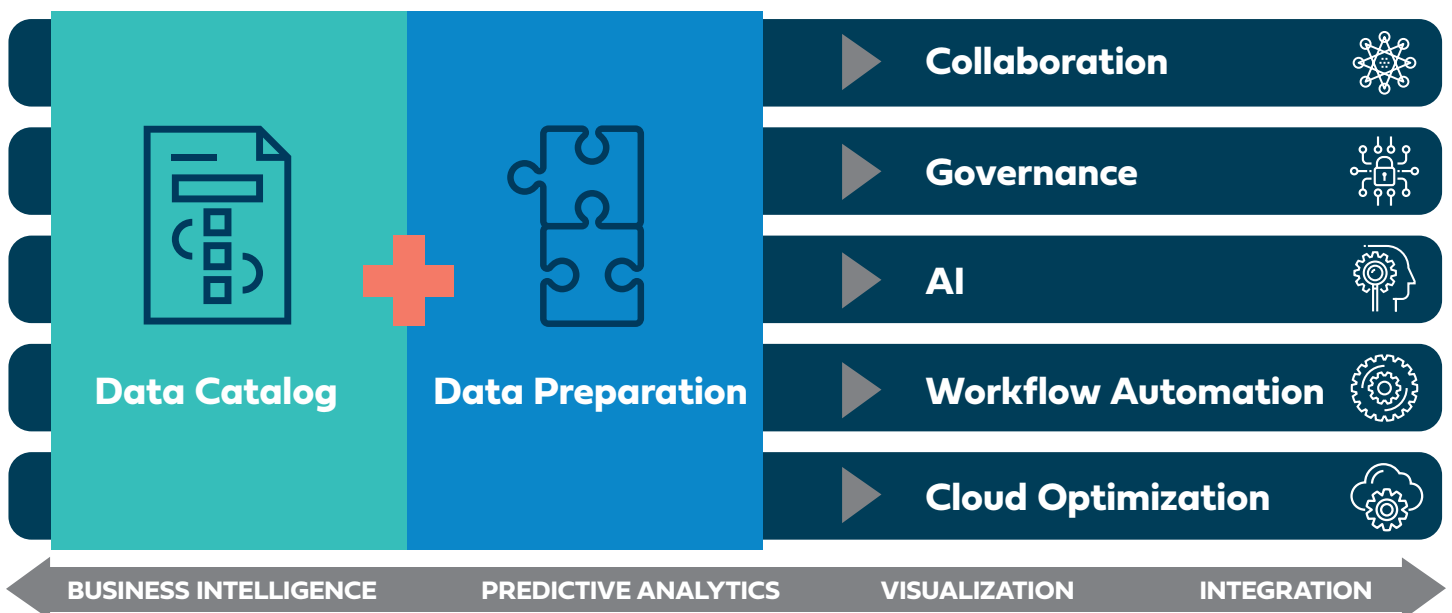 Data Catalog
Data Preparation
Collaboration
Governance
AI
Workflow Automation
Cloud Optimization
BUSINESS INTELLIGENCE PREDICTIVE ANALYTICS VISUALIZATION INTEGRATION